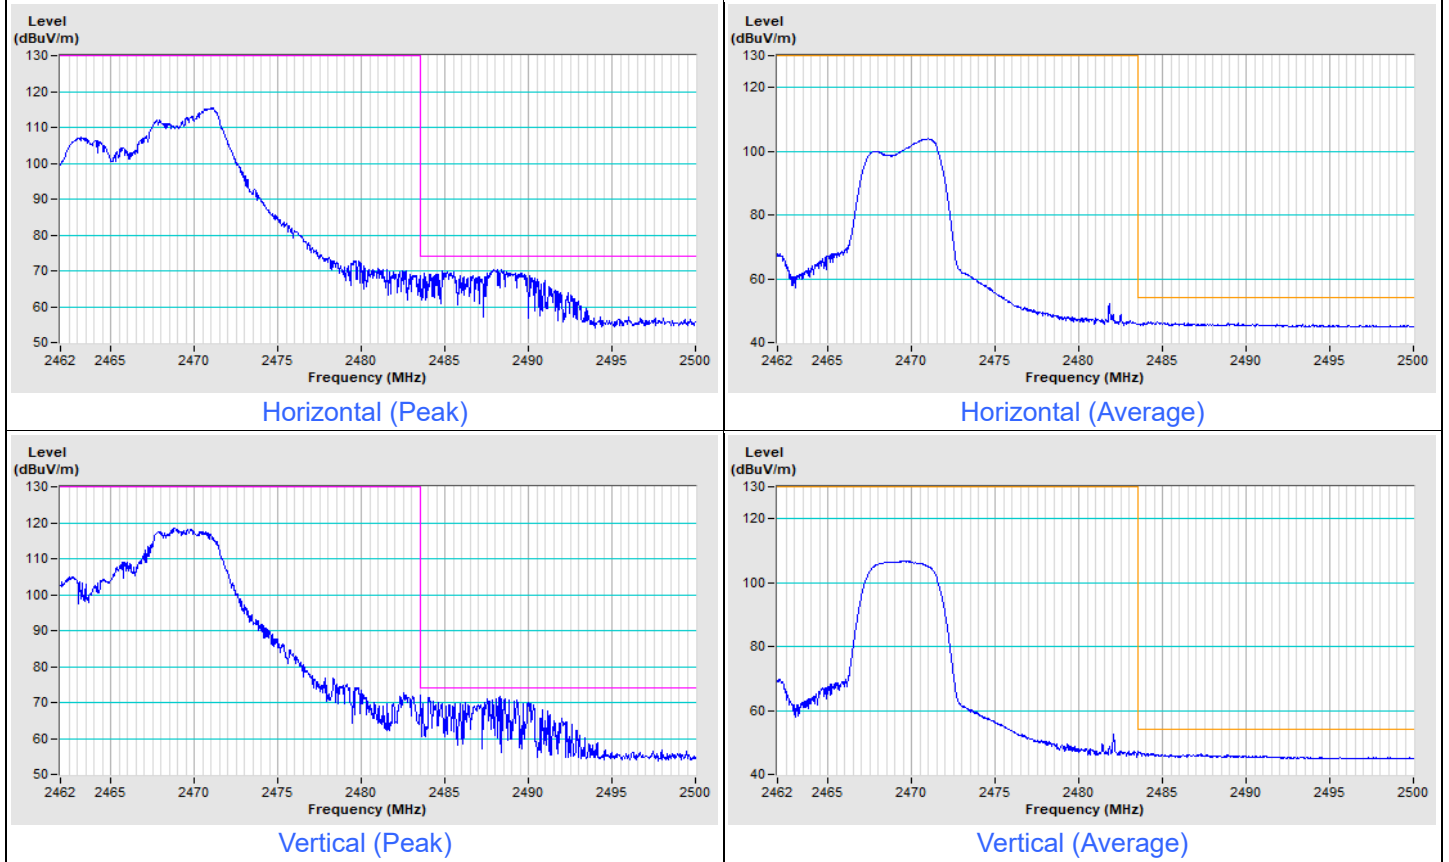 Level
(dBuV/m)
130
120
110
100
90
80
70
60
50
2462 2465 2470 2475 2480 2485 2490 2495 2500
Frequency (MHz)
Horizontal (Peak)
Level
(dBuV/m)
130
120
100
80
60
40
2462 2465 2470 2475 2480 2485 2490 2495 2500
Frequency (MHz)
Horizontal (Average)
Level
(dBuV/m)
130
120
110
100
90
80
70
60
50
2462 2465 2470 2475 2480 2485 2490 2495 2500
Frequency (MHz)
Vertical (Peak)
Level
(dBuV/m)
130
120
100
80
60
40
2462 2465 2470 2475 2480 2485 2490 2495 2500
Frequency (MHz)
Vertical (Average)